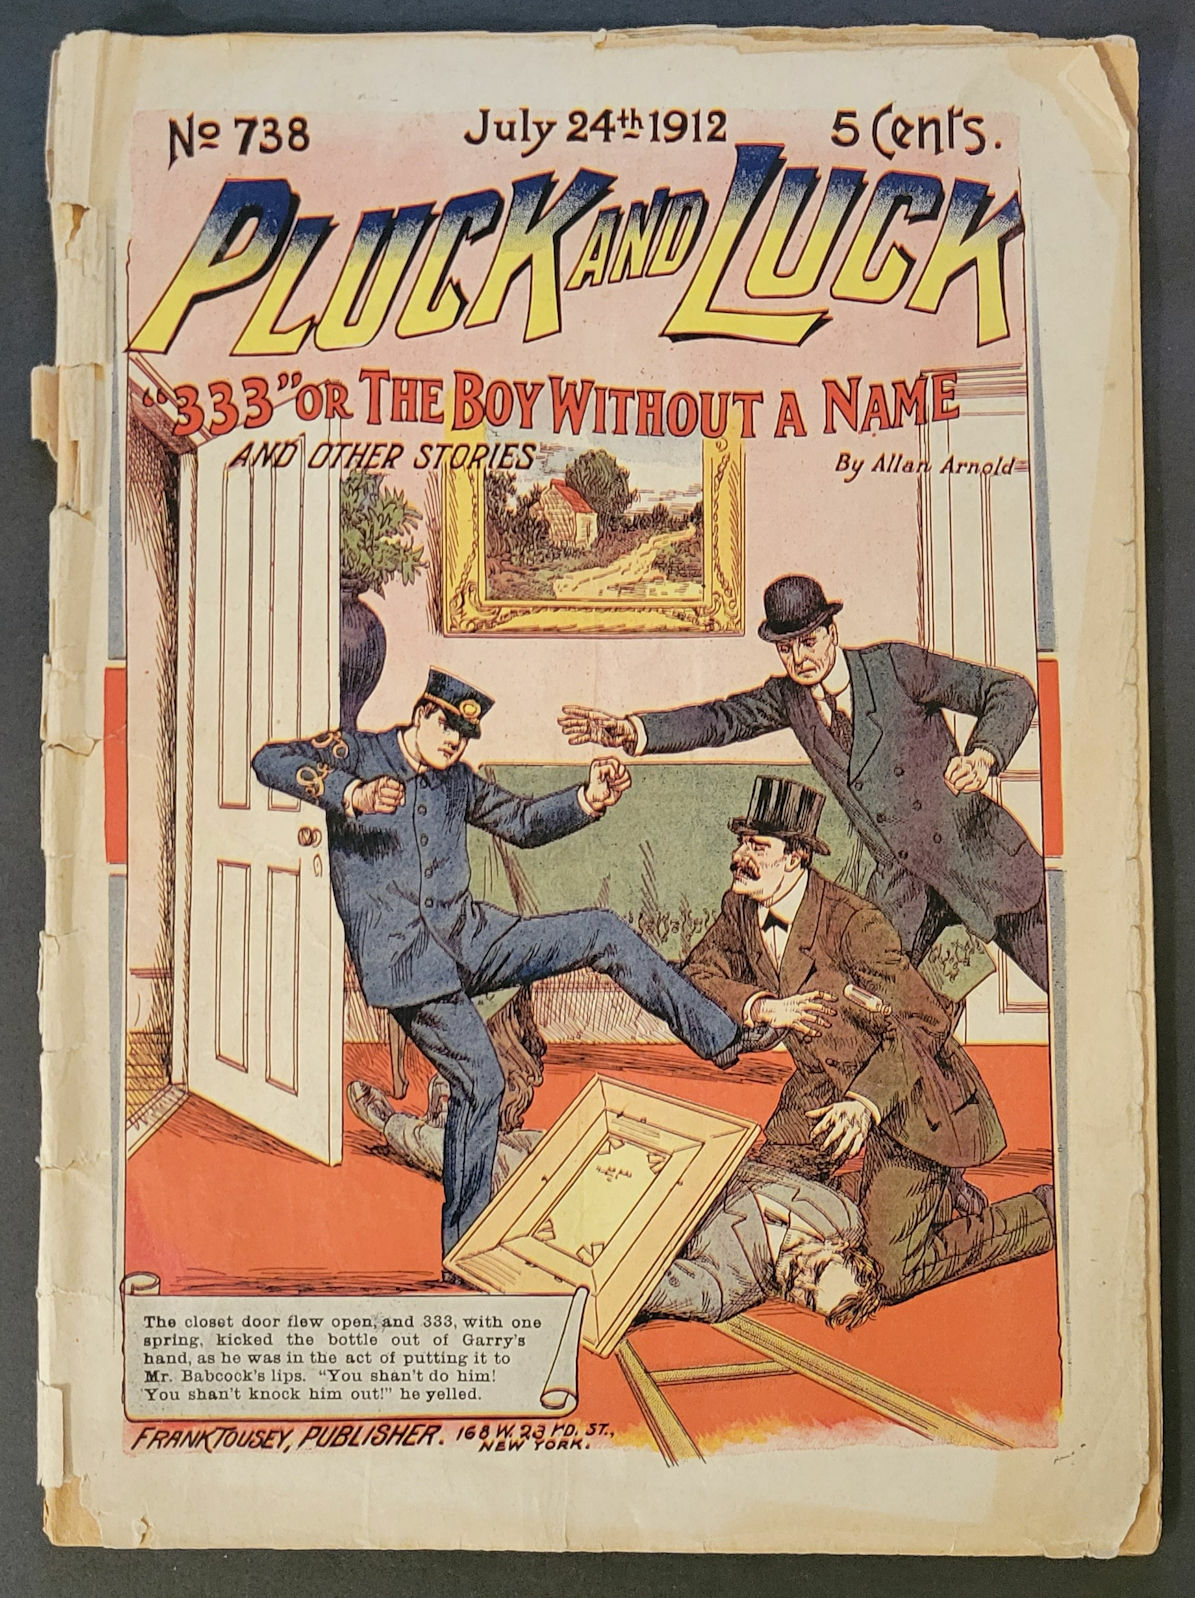 No 738 July 24th 1912 5 Cents.
PLUCK AND LUCK
"333" OR THE BOY WITHOUT A NAME
AND OTHER STORIES By Allan Arnold
The closet door flew open, and 333, with one
spring, kicked the bottle out of Garry's
hand, as he was in the act of putting it to
Mr. Babcock's lips. "You shan't do him!
You shan't knock him out!" he yelled.
FRANK TOUSEY, PUBLISHER. 168 W. 23RD. ST.,
NEW YORK.